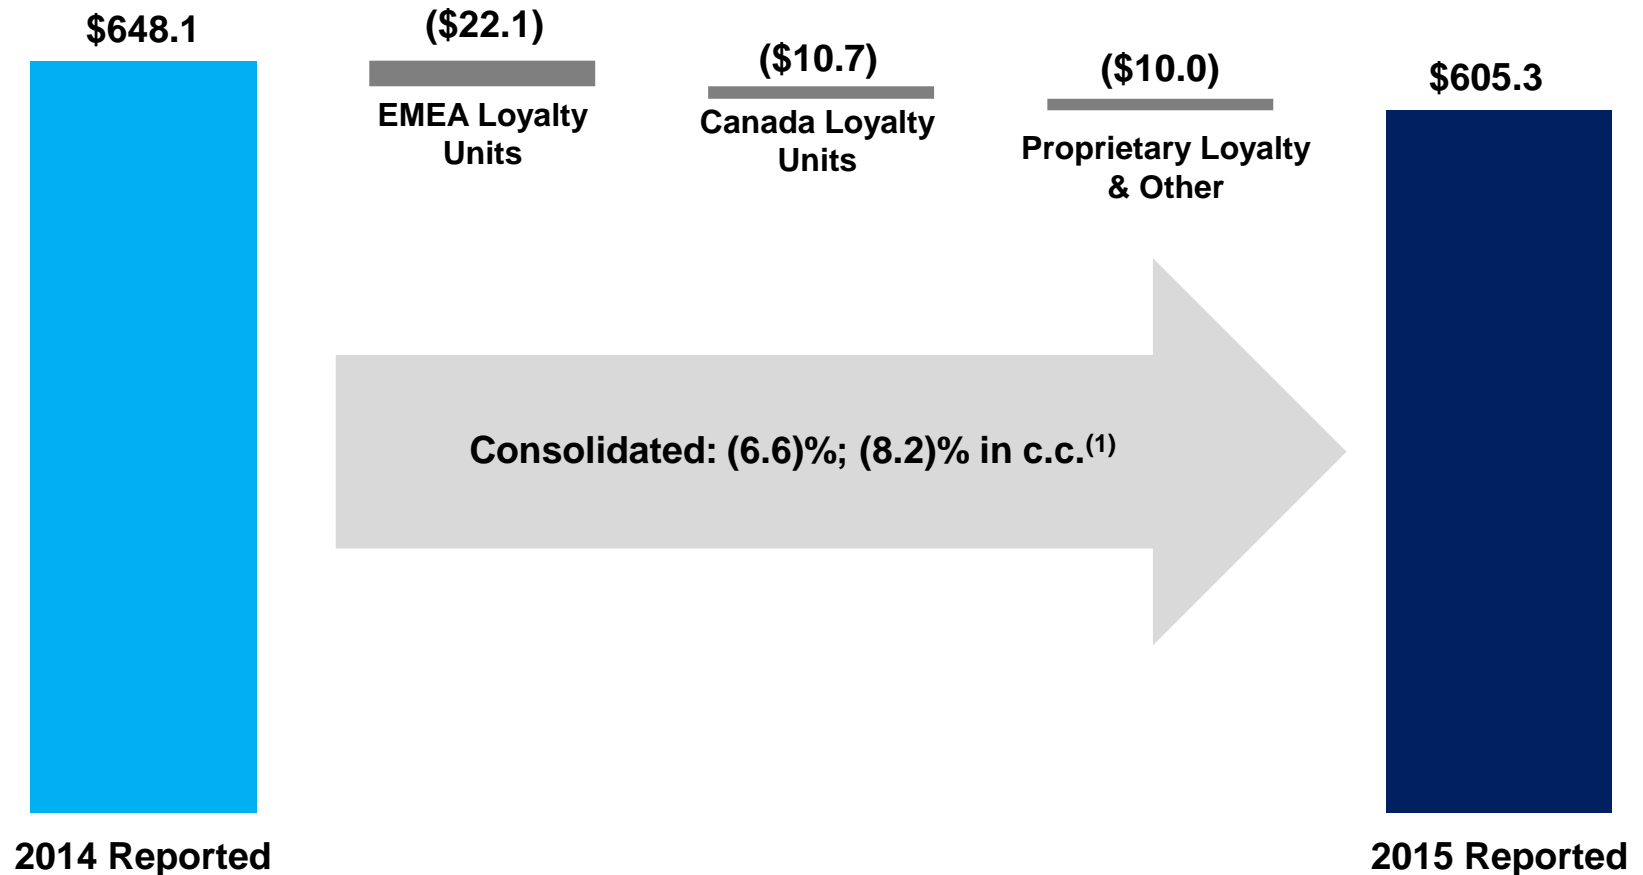 $648.1
($22.1)
($10.7)
($10.0)
$605.3
EMEA Loyalty
Units
Canada Loyalty
Units
Proprietary Loyalty
& Other
Consolidated: (6.6)%; (8.2)% in c.c.(1)
2014 Reported
2015 Reported